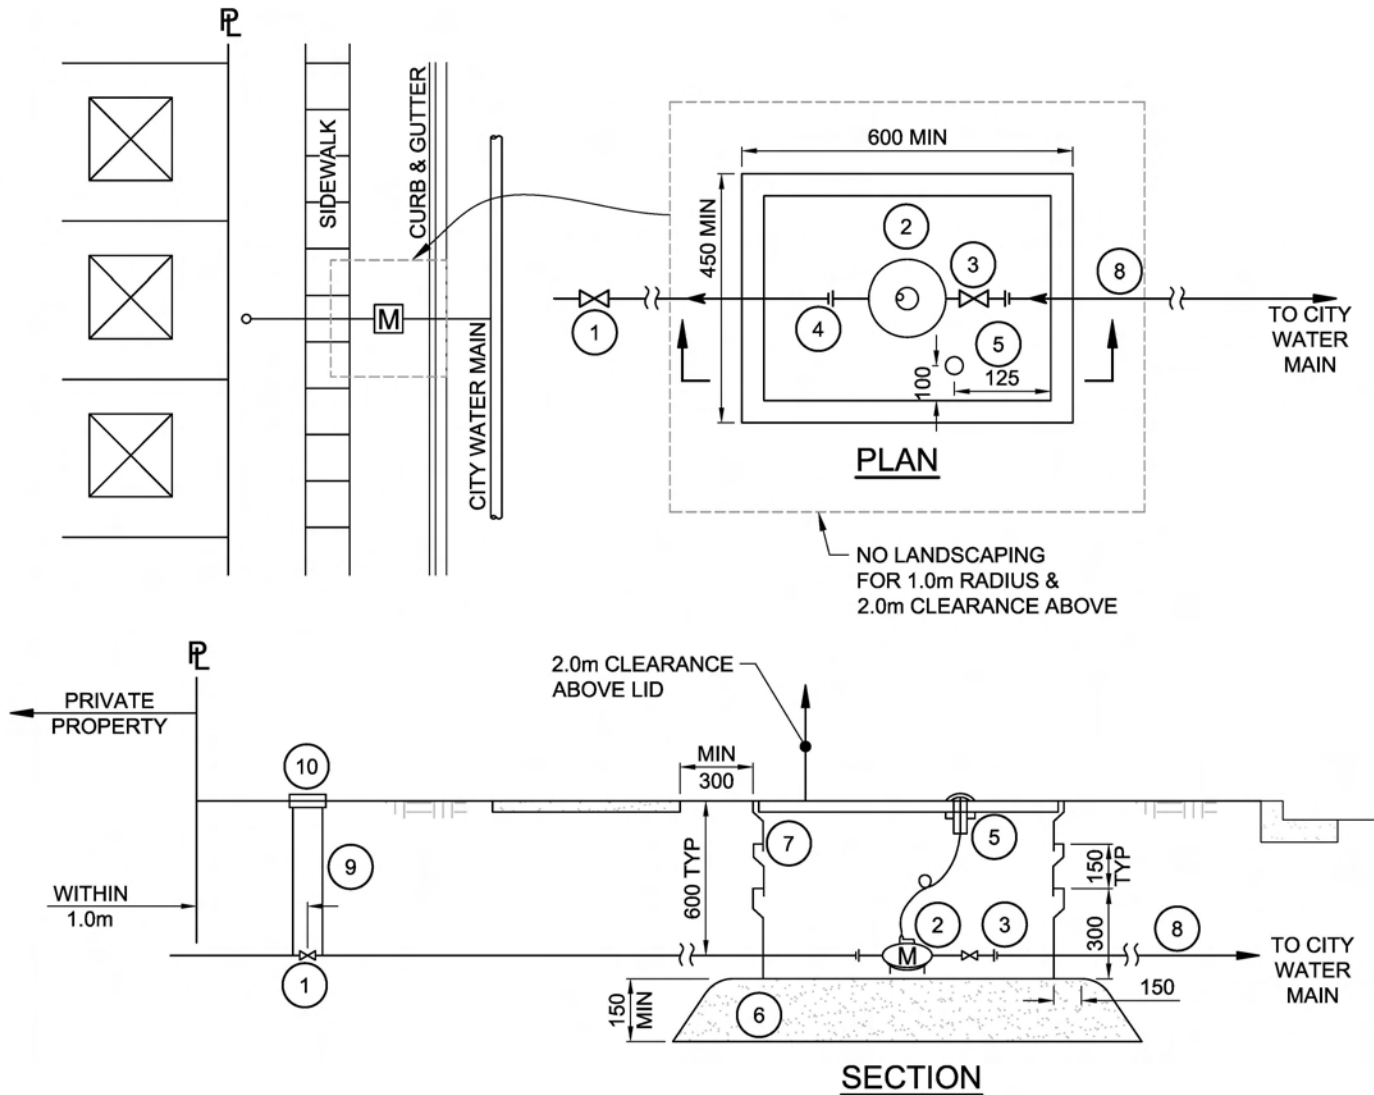 PL
SIDEWALK
CURB & GUTTER
CITY WATER MAIN
M
600 MIN
450 MIN
2
3
8
1
4
5
100
125
TO CITY
WATER
MAIN
PLAN
NO LANDSCAPING
FOR 1.0m RADIUS &
2.0m CLEARANCE ABOVE
PL
PRIVATE
PROPERTY
2.0m CLEARANCE
ABOVE LID
MIN
300
10
9
WITHIN
1.0m
1
600 TYP
7
5
150
TYP
2
3
M
300
8
TO CITY
WATER
MAIN
150
MIN
6
150
SECTION